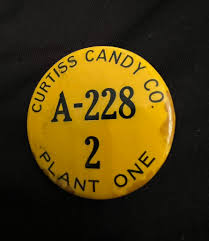 CURTISS CANDY CO.
A-228
2
PLANT ONE